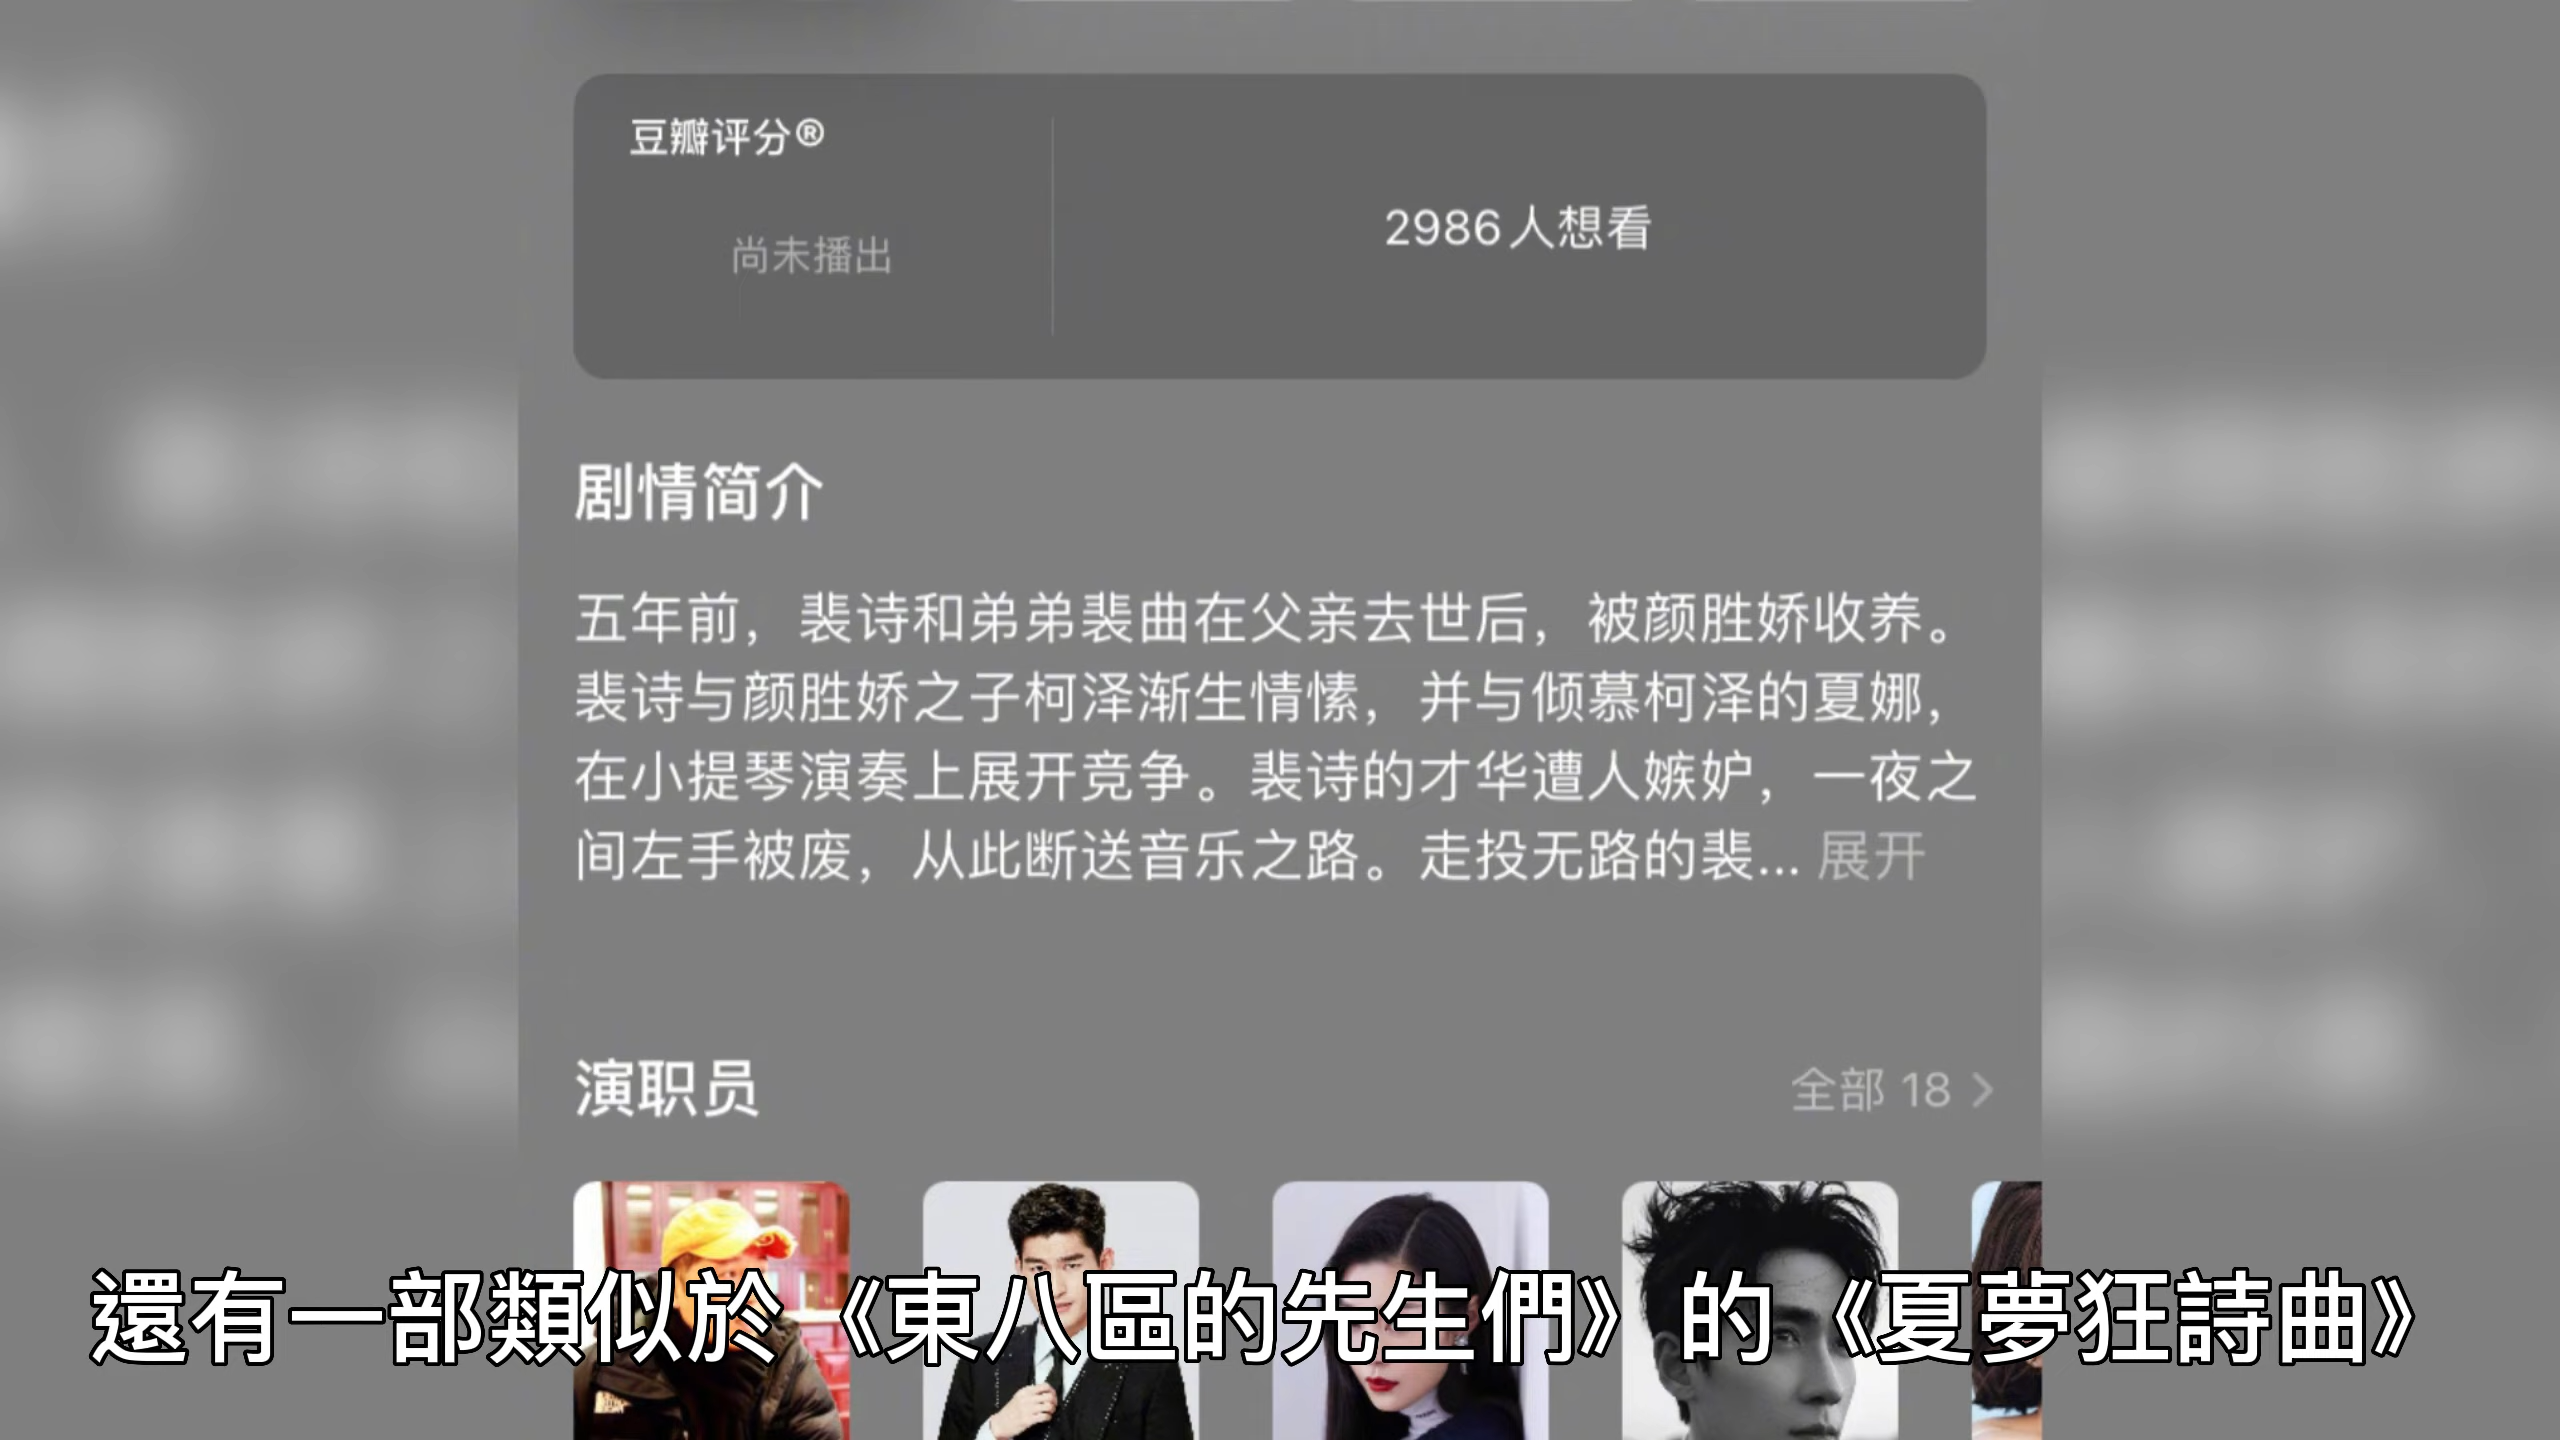 豆瓣评分®
尚未播出
2986人想看
剧情简介
五年前，裴诗和弟弟裴曲在父亲去世后，被颜胜娇收养。
裴诗与颜胜娇之子柯泽渐生情愫，并与倾慕柯泽的夏娜，
在小提琴演奏上展开竞争。裴诗的才华遭人嫉妒，一夜之
间左手被废，从此断送音乐之路。走投无路的裴... 展开
演职员
全部 18 >
還有一部類似於《東八區的先生們》的《夏夢狂詩曲》